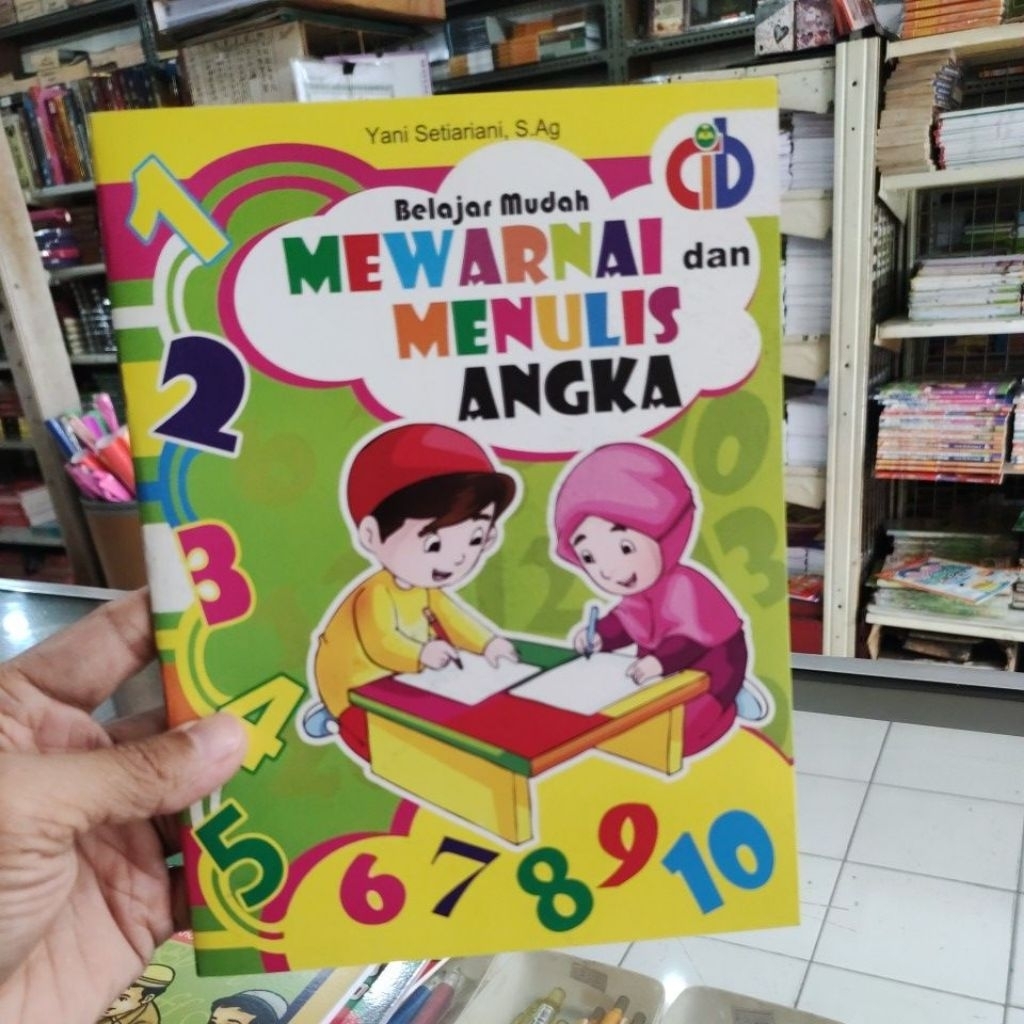 Yani Setiariani, S.Ag
cib
Belajar Mudah
MEWARNAI dan
MENULIS
ANGKA
1
2
3
4
5
6 7 8 9 10